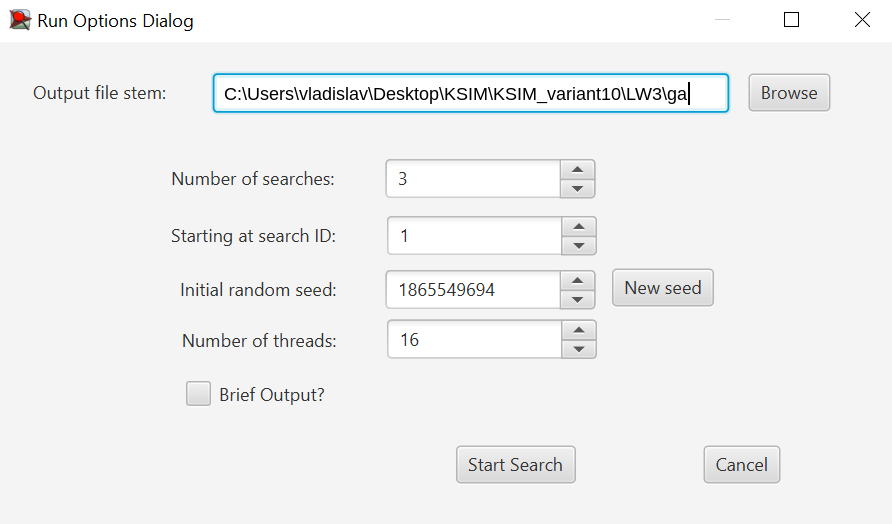 Run Options Dialog
Output file stem: C:\Users\vladislav\Desktop\KSIM\KSIM_variant10\LW3\ga Browse
Number of searches: 3
Starting at search ID: 1
Initial random seed: 1865549694 New seed
Number of threads: 16
Brief Output?
Start Search Cancel